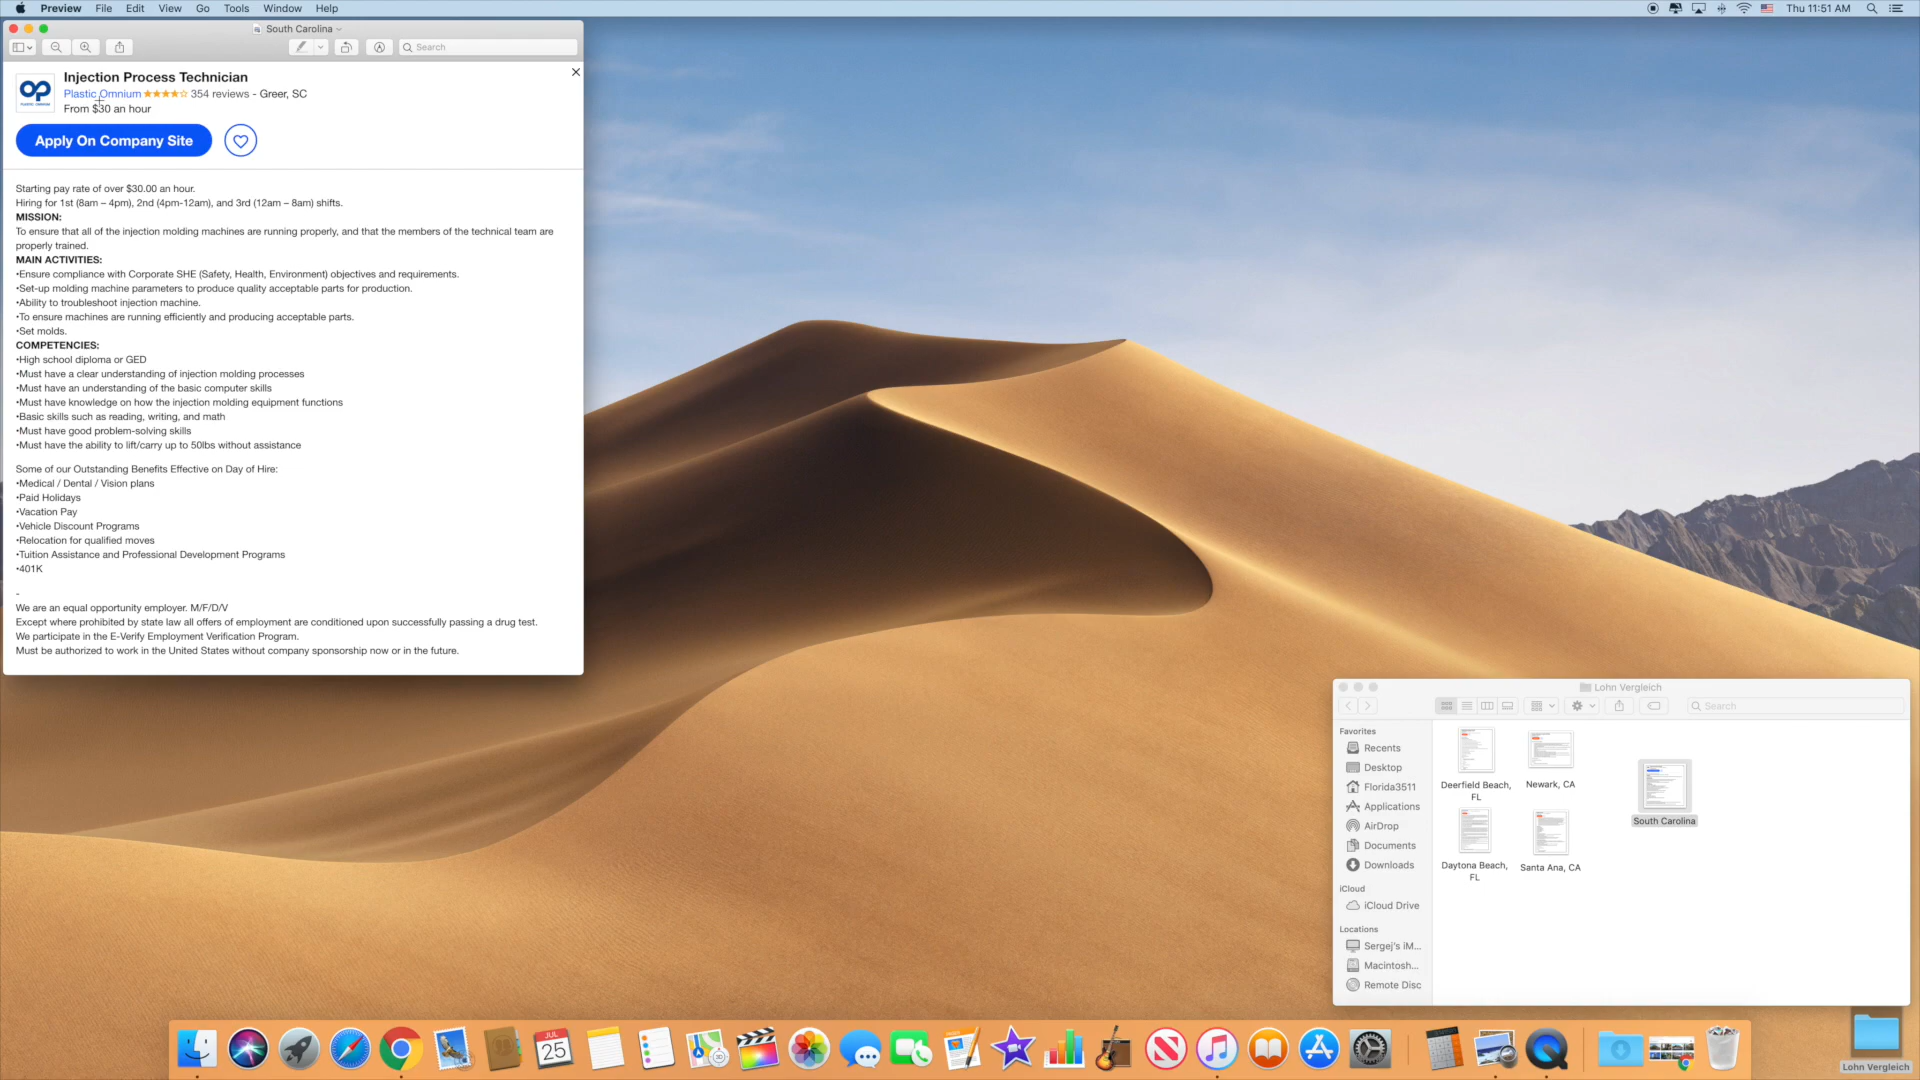 Preview File Edit View Go Tools Window Help
Thu 11:51 AM
South Carolina
Search
OP
PLASTIC OMNIUM
Injection Process Technician
Plastic Omnium 354 reviews - Greer, SC
From $30 an hour
Apply On Company Site
Starting pay rate of over $30.00 an hour.
Hiring for 1st (8am – 4pm), 2nd (4pm-12am), and 3rd (12am – 8am) shifts.
MISSION:
To ensure that all of the injection molding machines are running properly, and that the members of the technical team are
properly trained.
MAIN ACTIVITIES:
•Ensure compliance with Corporate SHE (Safety, Health, Environment) objectives and requirements.
•Set-up molding machine parameters to produce quality acceptable parts for production.
•Ability to troubleshoot injection machine.
•To ensure machines are running efficiently and producing acceptable parts.
•Set molds.
COMPETENCIES:
•High school diploma or GED
•Must have a clear understanding of injection molding processes
•Must have an understanding of the basic computer skills
•Must have knowledge on how the injection molding equipment functions
•Basic skills such as reading, writing, and math
•Must have good problem-solving skills
•Must have the ability to lift/carry up to 50lbs without assistance
Some of our Outstanding Benefits Effective on Day of Hire:
•Medical / Dental / Vision plans
•Paid Holidays
•Vacation Pay
•Vehicle Discount Programs
•Relocation for qualified moves
•Tuition Assistance and Professional Development Programs
•401K
-
We are an equal opportunity employer. M/F/D/V
Except where prohibited by state law all offers of employment are conditioned upon successfully passing a drug test.
We participate in the E-Verify Employment Verification Program.
Must be authorized to work in the United States without company sponsorship now or in the future.
Lohn Vergleich
Search
Favorites
Recents
Desktop
Florida3511
Applications
AirDrop
Documents
Downloads
iCloud
iCloud Drive
Locations
Sergej's iM...
Macintosh...
Remote Disc
Deerfield Beach,
FL
Newark, CA
South Carolina
Daytona Beach,
FL
Santa Ana, CA
JUL
25
Lohn Vergleich